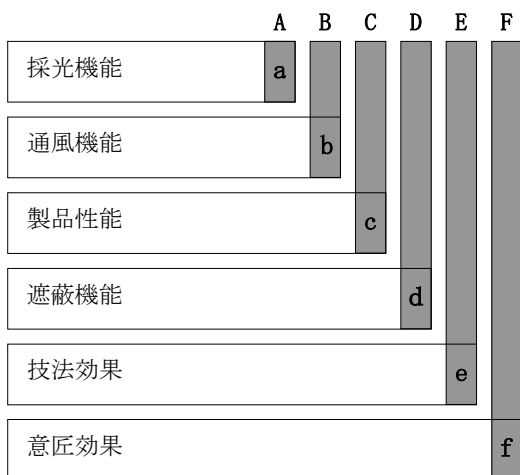 A B C D E F
採光機能 a
通風機能 b
製品性能 c
遮蔽機能 d
技法効果 e
意匠効果 f